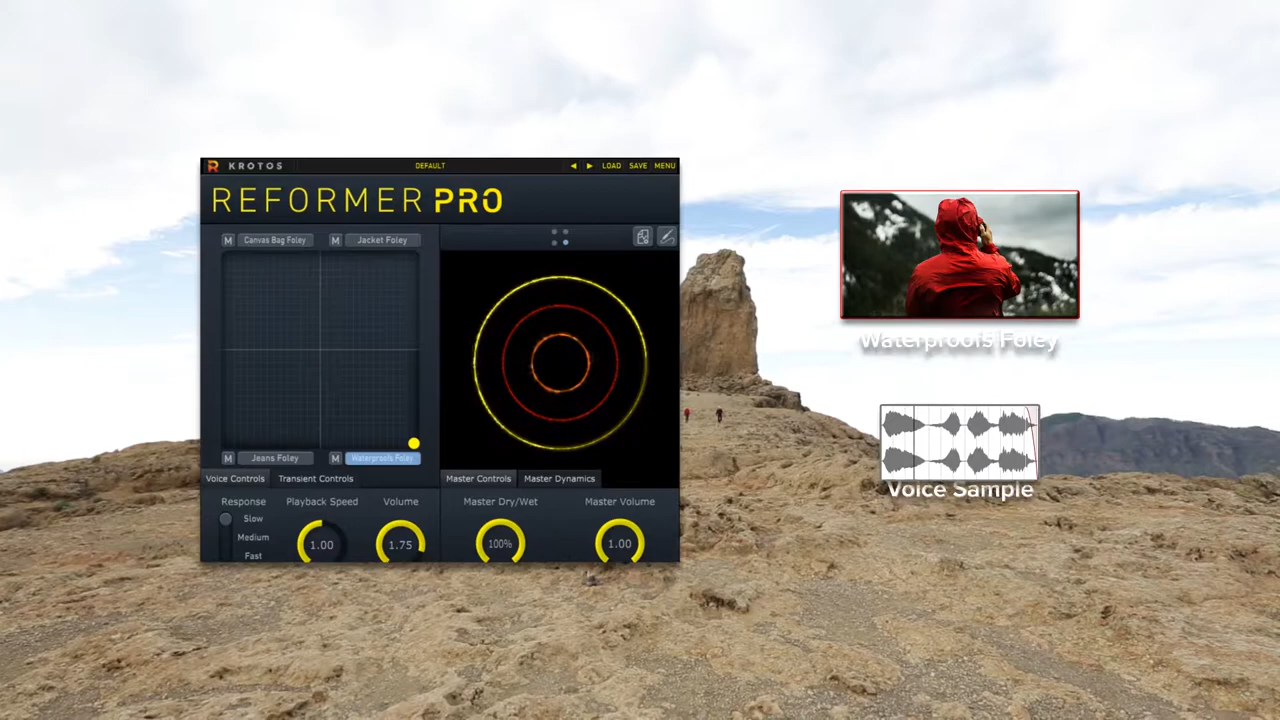 KROTOS
DEFAULT
LOAD SAVE MENU
REFORMER PRO
M Canvas Bag Foley M Jacket Foley
M Jeans Foley M Waterproofs Foley
Voice Controls Transient Controls Master Controls Master Dynamics
Response Playback Speed Volume Master Dry/Wet Master Volume
Slow
Medium
Fast
1.00 1.75 100% 1.00
Waterproofs Foley
Voice Sample